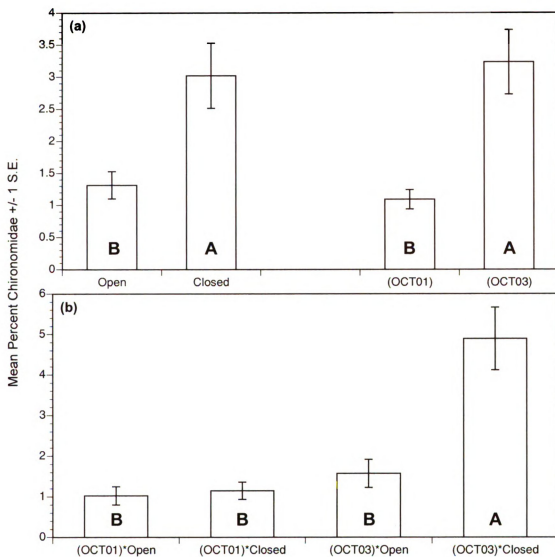 Mean Percent Chironomidae +/- 1 S.E.
(a)
4
3.5
3
2.5
2
1.5
1
0.5
0
B
A
B
A
Open
Closed
(OCT01)
(OCT03)
(b)
6
5
4
3
2
1
0
B
B
B
A
(OCT01)*Open
(OCT01)*Closed
(OCT03)*Open
(OCT03)*Closed